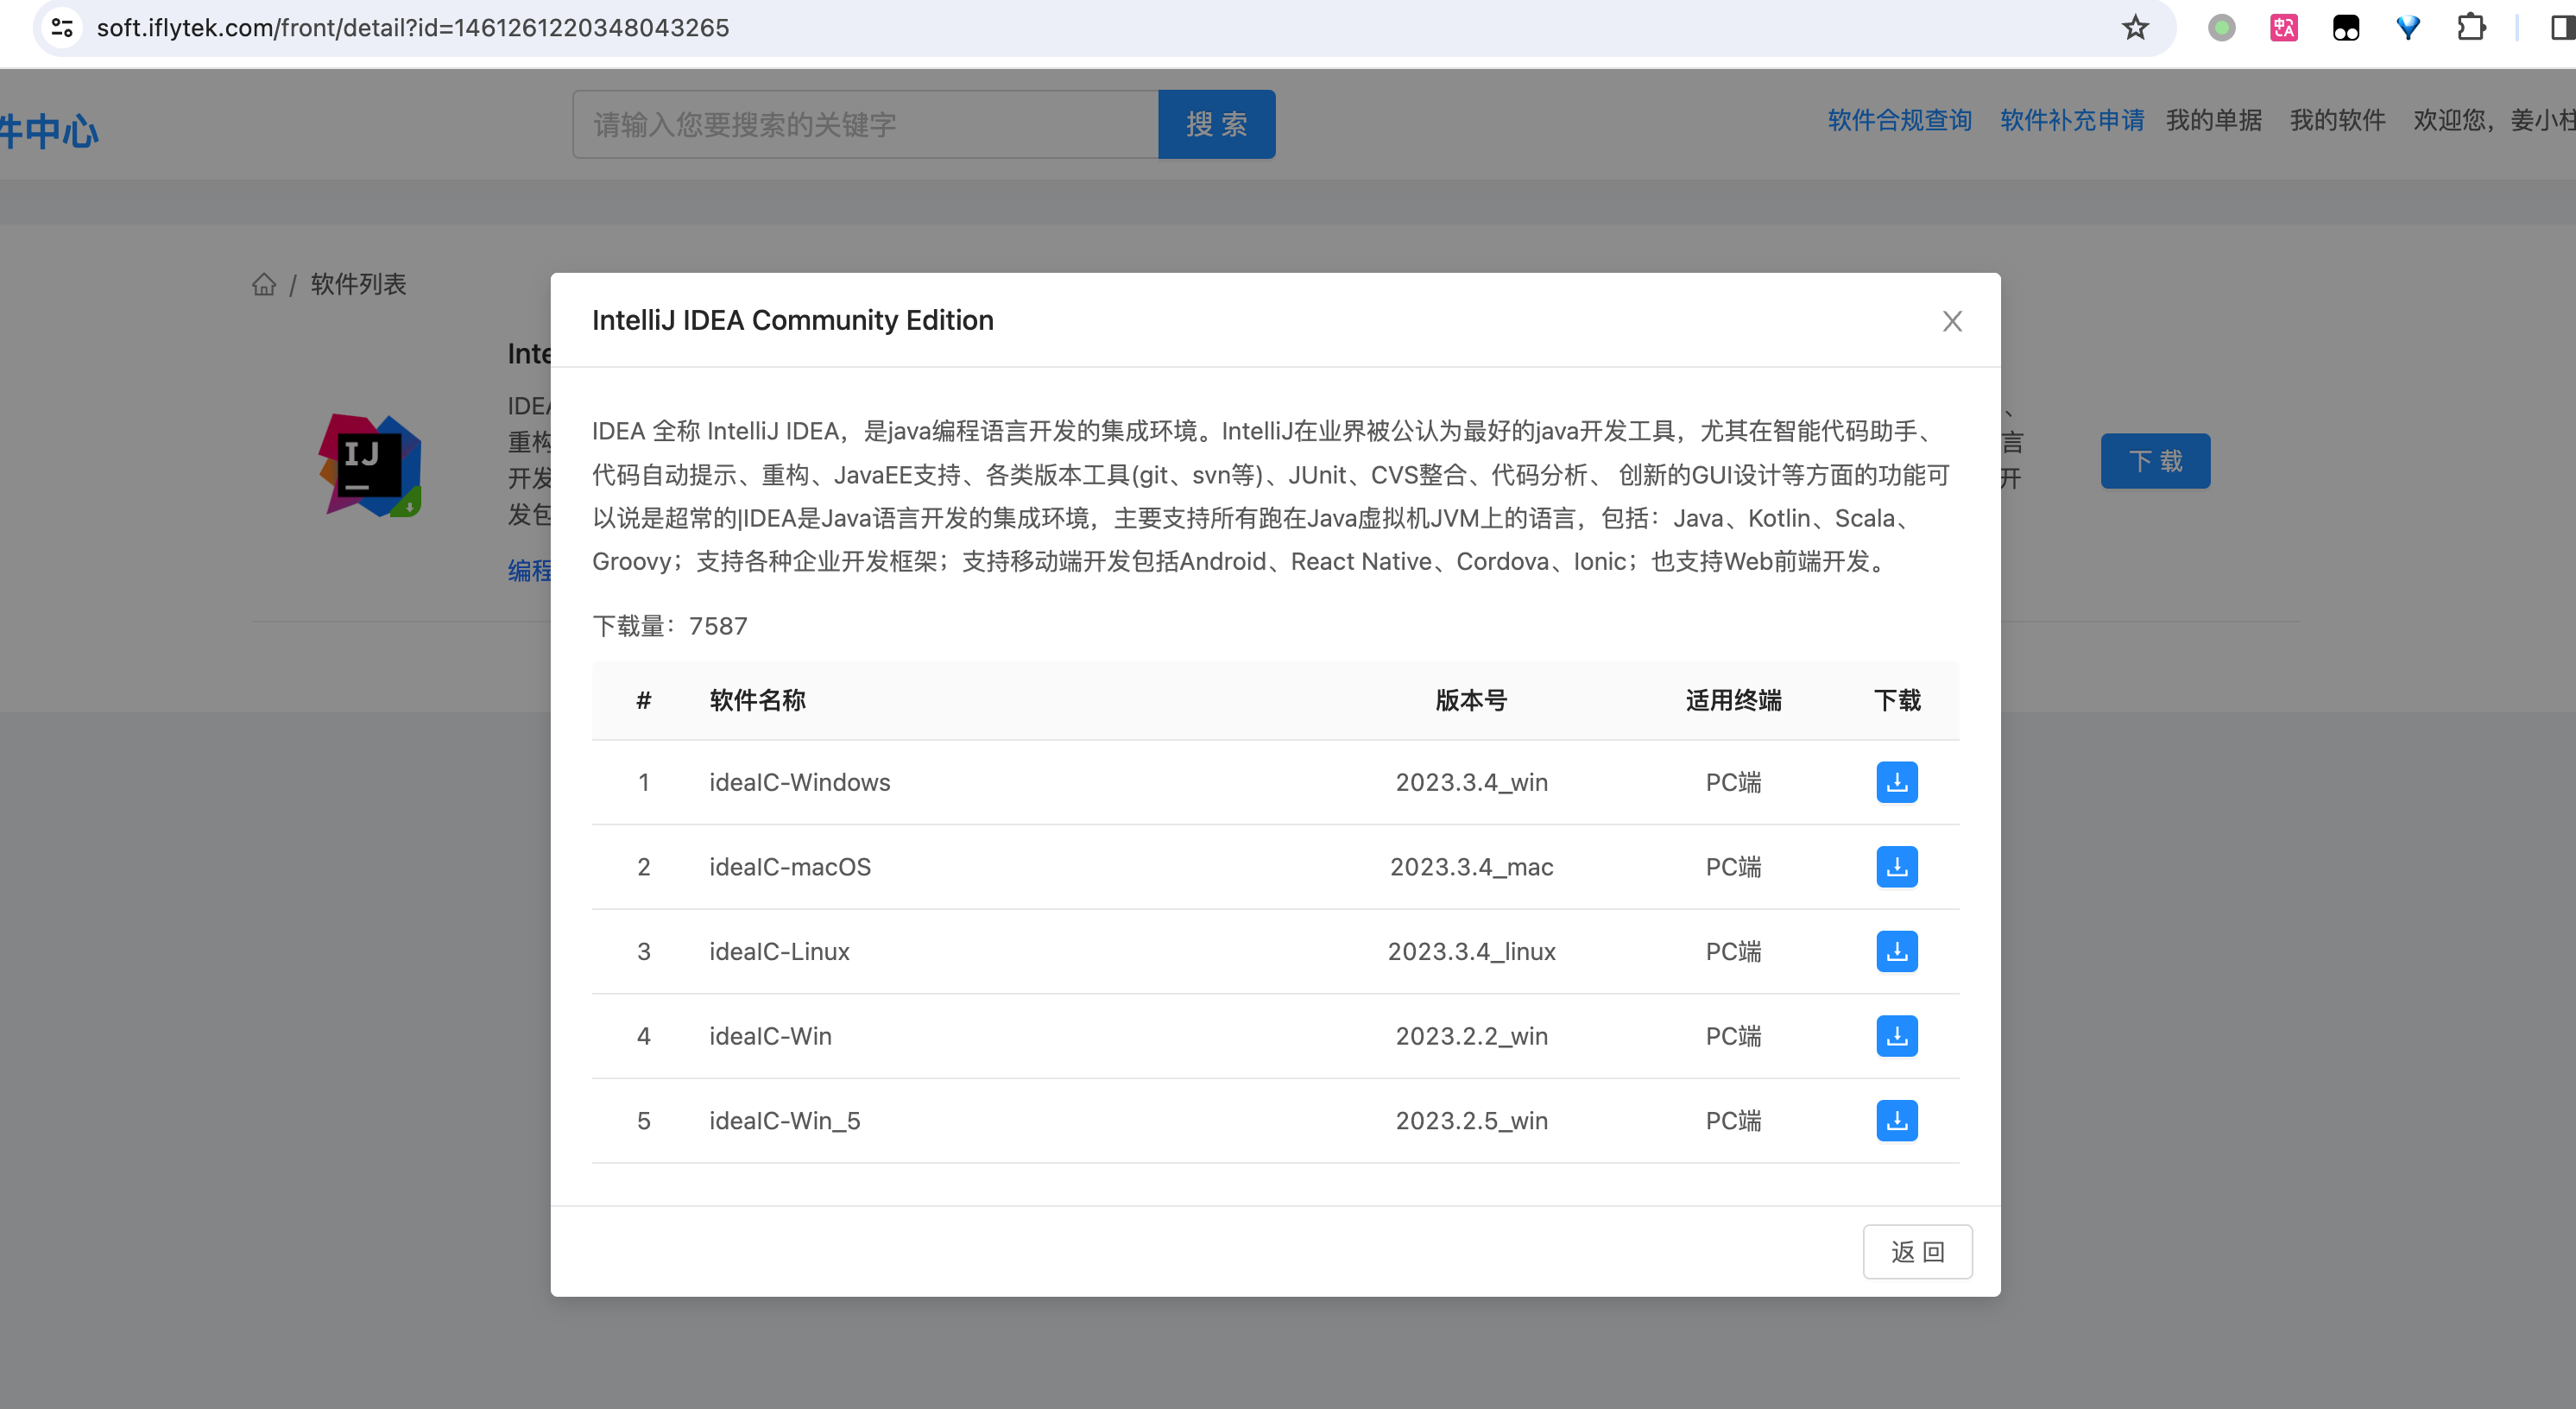 soft.iflytek.com/front/detail?id=1461261220348043265
件中心
请输入您要搜索的关键字
搜 索
软件合规查询 软件补充申请 我的单据 我的软件 欢迎您，姜小柱
/ 软件列表
IntelliJ IDEA Community Edition
IDEA 全称 IntelliJ IDEA，是java编程语言开发的集成环境。IntelliJ在业界被公认为最好的java开发工具，尤其在智能代码助手、
代码自动提示、重构、JavaEE支持、各类版本工具(git、svn等)、JUnit、CVS整合、代码分析、 创新的GUI设计等方面的功能可
以说是超常的|IDEA是Java语言开发的集成环境，主要支持所有跑在Java虚拟机JVM上的语言，包括：Java、Kotlin、Scala、
Groovy；支持各种企业开发框架；支持移动端开发包括Android、React Native、Cordova、Ionic；也支持Web前端开发。
下载量：7587
# 软件名称 版本号 适用终端 下载
1 ideaIC-Windows 2023.3.4_win PC端
2 ideaIC-macOS 2023.3.4_mac PC端
3 ideaIC-Linux 2023.3.4_linux PC端
4 ideaIC-Win 2023.2.2_win PC端
5 ideaIC-Win_5 2023.2.5_win PC端
返 回
Inte
IDEA
重构
开发
发包
编程
IJ
、
言
开
下 载